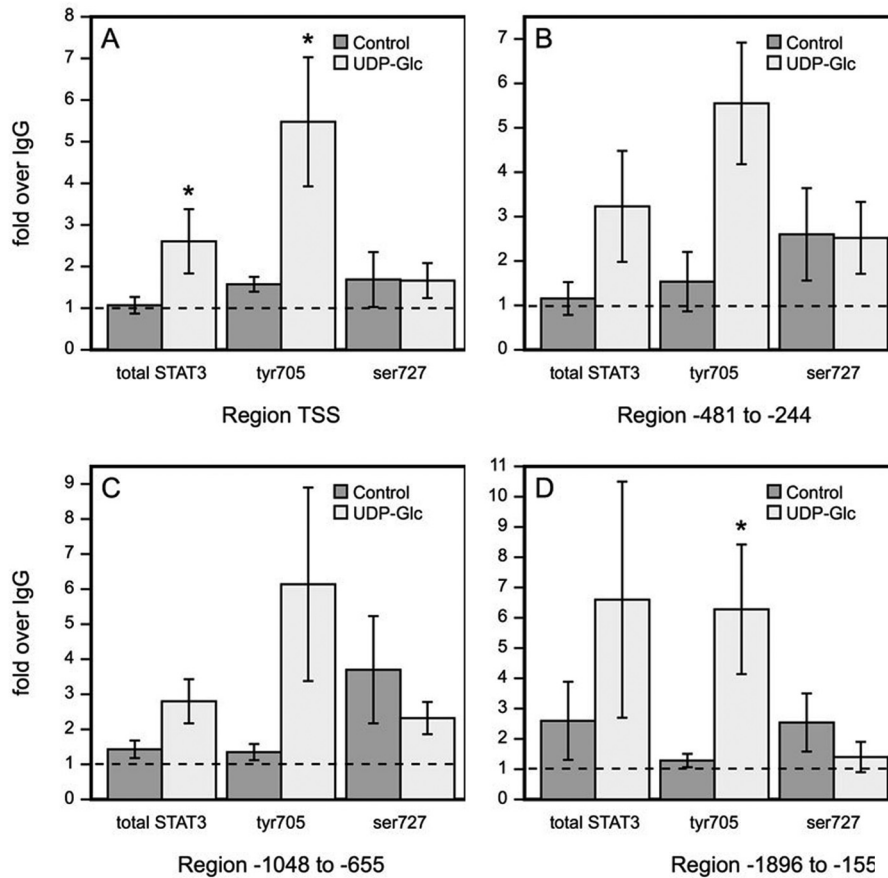 A
Control
UDP-Glc
*
*
fold over IgG
8
7
6
5
4
3
2
1
0
total STAT3 tyr705 ser727
Region TSS
B
Control
UDP-Glc
7
6
5
4
3
2
1
0
total STAT3 tyr705 ser727
Region -481 to -244
C
Control
UDP-Glc
fold over IgG
9
8
7
6
5
4
3
2
1
0
total STAT3 tyr705 ser727
Region -1048 to -655
D
Control
UDP-Glc
*
11
10
9
8
7
6
5
4
3
2
1
0
total STAT3 tyr705 ser727
Region -1896 to -155